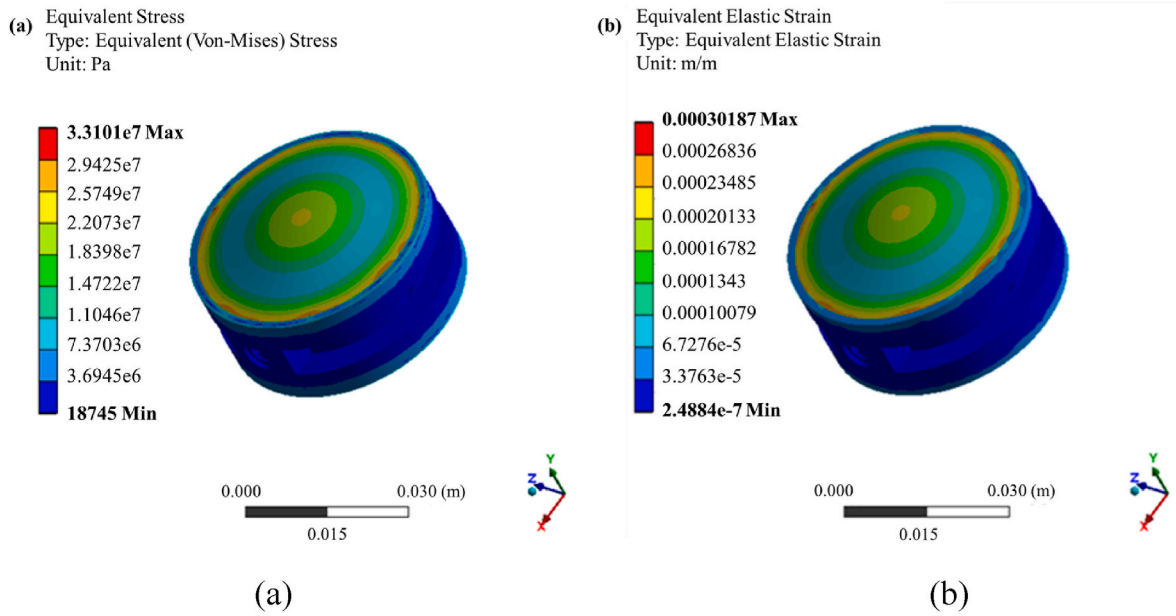 (a) Equivalent Stress
Type: Equivalent (Von-Mises) Stress
Unit: Pa
3.3101e7 Max
2.9425e7
2.5749e7
2.2073e7
1.8398e7
1.4722e7
1.1046e7
7.3703e6
3.6945e6
18745 Min
0.000
0.030 (m)
0.015
Y
Z
X
(a)
(b) Equivalent Elastic Strain
Type: Equivalent Elastic Strain
Unit: m/m
0.00030187 Max
0.00026836
0.00023485
0.00020133
0.00016782
0.0001343
0.00010079
6.7276e-5
3.3763e-5
2.4884e-7 Min
0.000
0.030 (m)
0.015
Y
Z
X
(b)